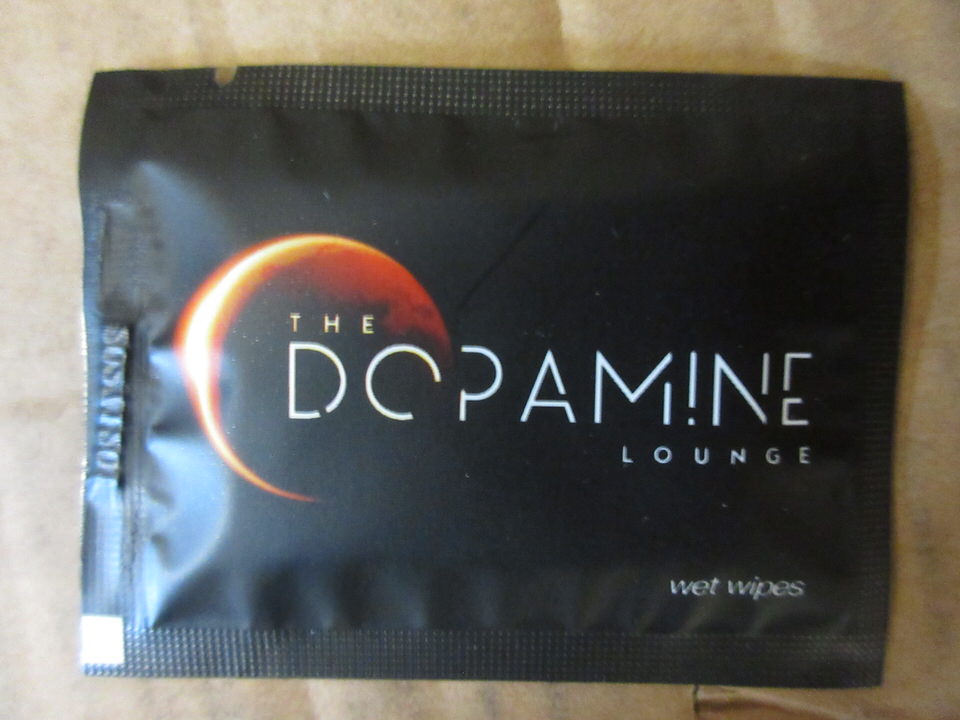 THE
DOPAMINE
LOUNGE
wet wipes